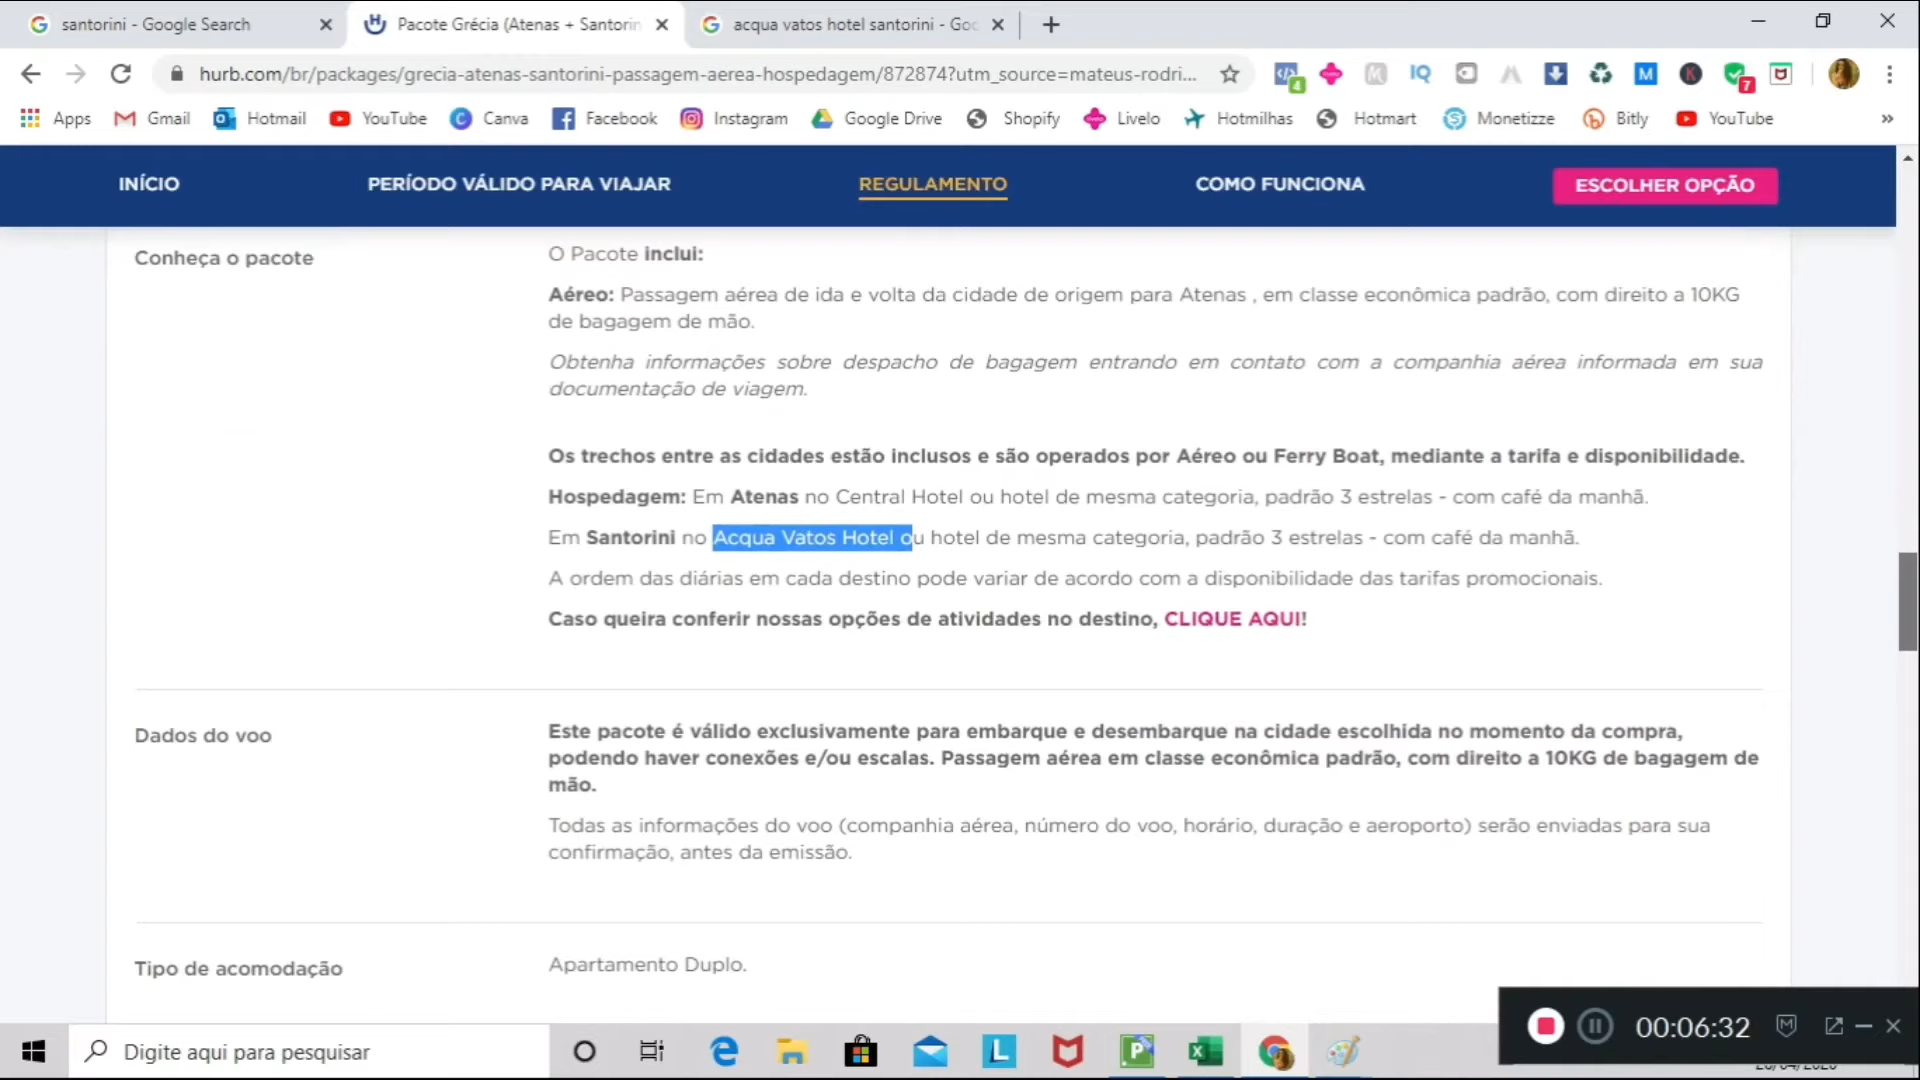 santorini - Google Search
Pacote Grécia (Atenas + Santorin
acqua vatos hotel santorini - Goo
hurb.com/br/packages/grecia-atenas-santorini-passagem-aerea-hospedagem/872874?utm_source=mateus-rodri...
Apps Gmail Hotmail YouTube Canva Facebook Instagram Google Drive Shopify Livelo Hotmilhas Hotmart Monetizze Bitly YouTube »
INÍCIO PERÍODO VÁLIDO PARA VIAJAR REGULAMENTO COMO FUNCIONA ESCOLHER OPÇÃO
Conheça o pacote
O Pacote inclui:
Aéreo: Passagem aérea de ida e volta da cidade de origem para Atenas , em classe econômica padrão, com direito a 10KG
de bagagem de mão.
Obtenha informações sobre despacho de bagagem entrando em contato com a companhia aérea informada em sua
documentação de viagem.
Os trechos entre as cidades estão inclusos e são operados por Aéreo ou Ferry Boat, mediante a tarifa e disponibilidade.
Hospedagem: Em Atenas no Central Hotel ou hotel de mesma categoria, padrão 3 estrelas - com café da manhã.
Em Santorini no Acqua Vatos Hotel ou hotel de mesma categoria, padrão 3 estrelas - com café da manhã.
A ordem das diárias em cada destino pode variar de acordo com a disponibilidade das tarifas promocionais.
Caso queira conferir nossas opções de atividades no destino, CLIQUE AQUI!
Dados do voo
Este pacote é válido exclusivamente para embarque e desembarque na cidade escolhida no momento da compra,
podendo haver conexões e/ou escalas. Passagem aérea em classe econômica padrão, com direito a 10KG de bagagem de
mão.
Todas as informações do voo (companhia aérea, número do voo, horário, duração e aeroporto) serão enviadas para sua
confirmação, antes da emissão.
Tipo de acomodação
Apartamento Duplo.
00:06:32
Digite aqui para pesquisar